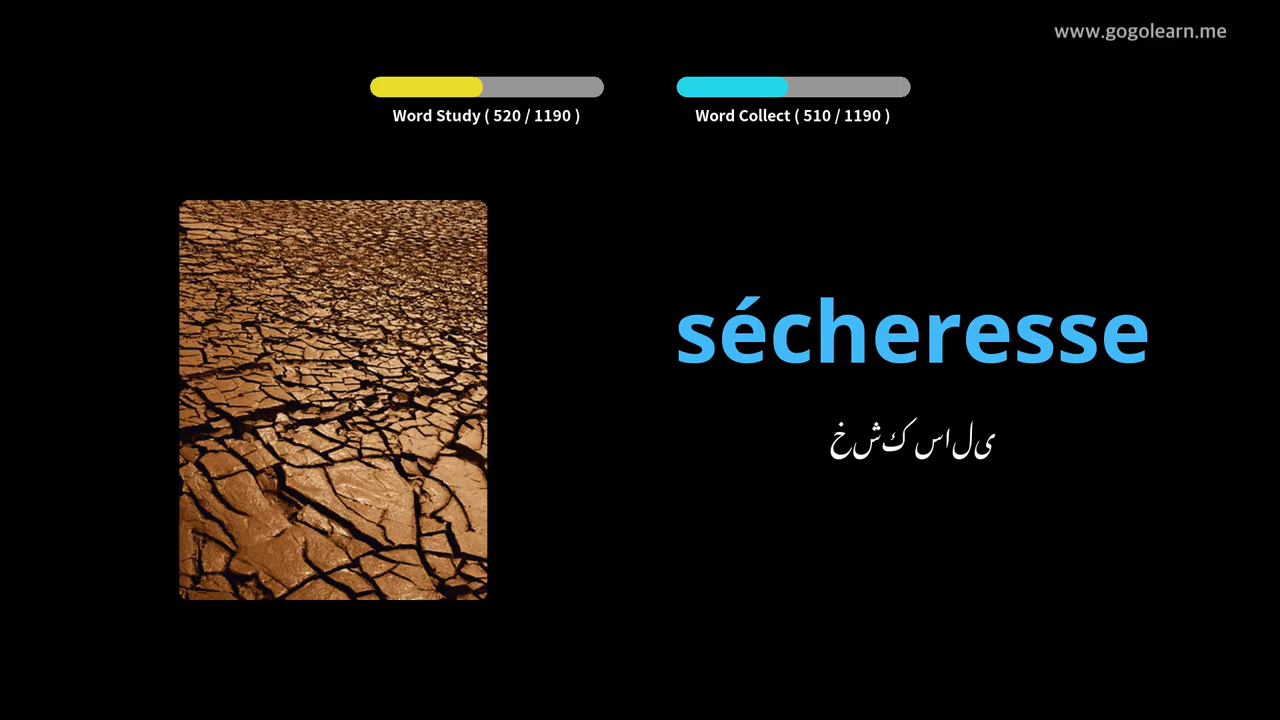 www.gogolearn.me
Word Study ( 520 / 1190 )
Word Collect ( 510 / 1190 )
sécheresse
خشک سالی